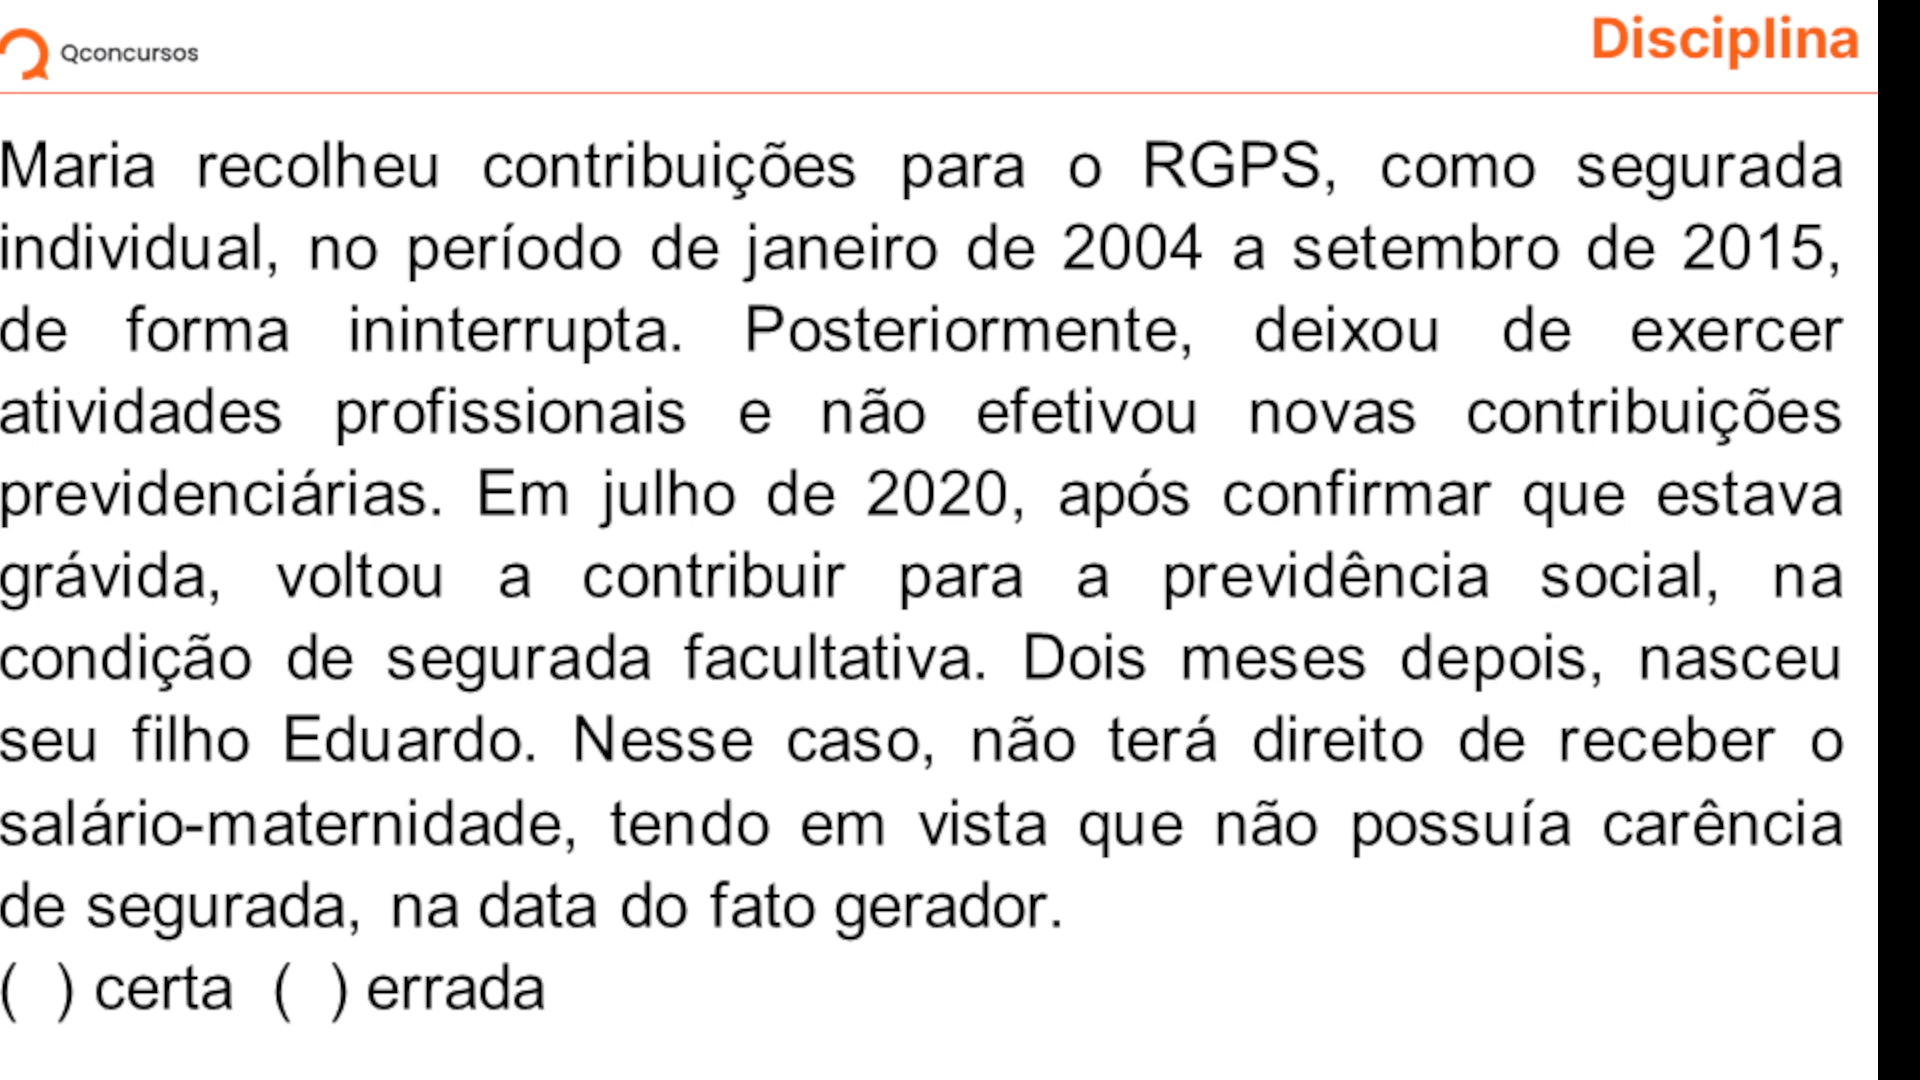 Qconcursos
Disciplina
Maria recolheu contribuições para o RGPS, como segurada
individual, no período de janeiro de 2004 a setembro de 2015,
de forma ininterrupta. Posteriormente, deixou de exercer
atividades profissionais e não efetivou novas contribuições
previdenciárias. Em julho de 2020, após confirmar que estava
grávida, voltou a contribuir para a previdência social, na
condição de segurada facultativa. Dois meses depois, nasceu
seu filho Eduardo. Nesse caso, não terá direito de receber o
salário-maternidade, tendo em vista que não possuía carência
de segurada, na data do fato gerador.
( ) certa ( ) errada